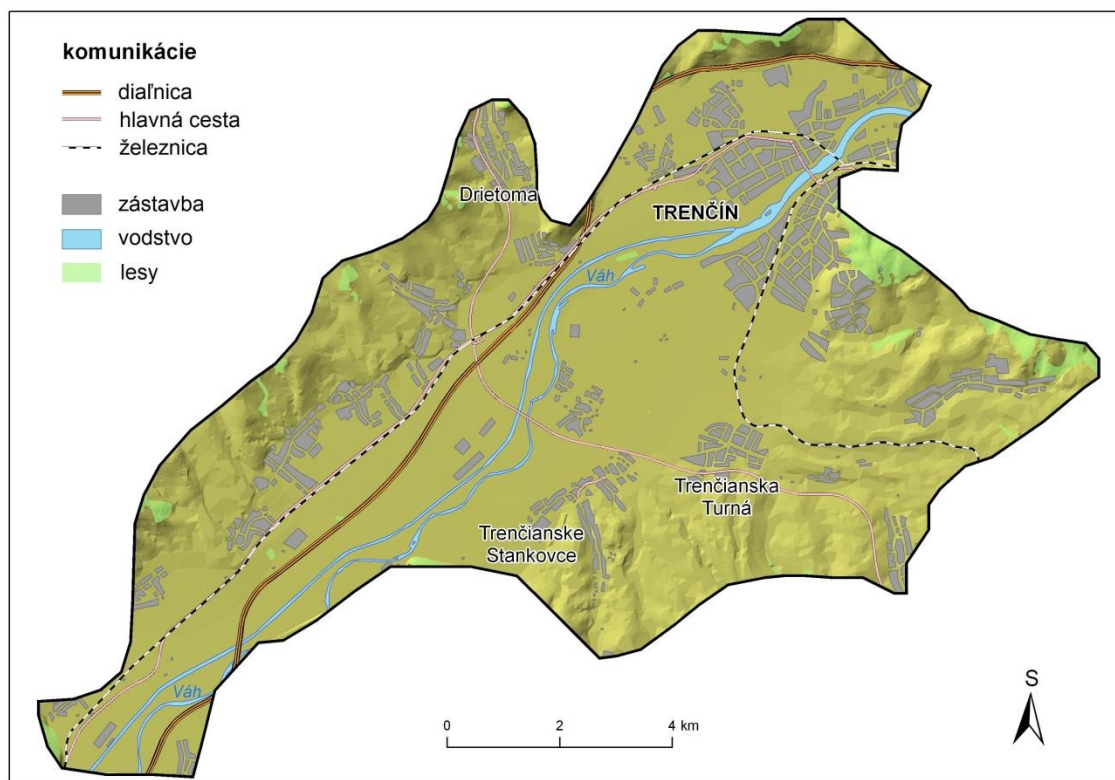 komunikácie
diaľnica
hlavná cesta
železnica
zástavba
vodstvo
lesy
Drietoma
TRENČÍN
Váh
Trenčianska
Turná
Trenčianske
Stankovce
Váh
0 2 4 km
S